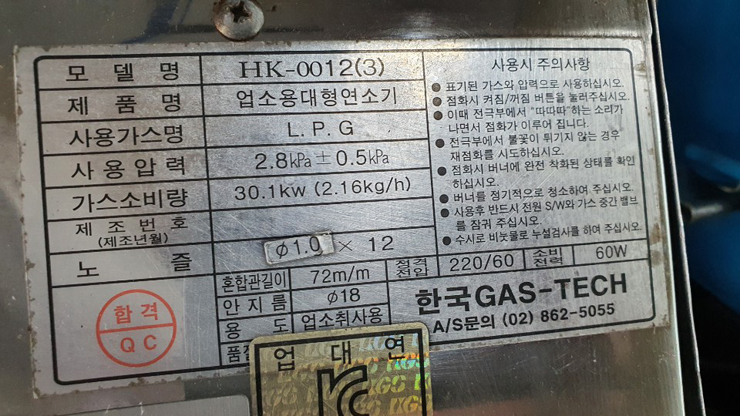 모 델 명 HK-0012(3)
제 품 명 업소용대형연소기
사용가스명 L.P.G
사 용 압 력 2.8kPa ± 0.5kPa
가스소비량 30.1kw (2.16kg/h)
제 조 번 호
(제조년월)
노 즐 φ1.0 × 12
혼합관길이 72m/m 정격전압 220/60 소비전력 60W
안 지 름 φ18
용 도 업소취사용
품
합격
QC
사용시 주의사항
● 표기된 가스와 압력으로 사용하십시오.
● 점화시 켜짐/꺼짐 버튼을 눌러주십시오.
● 이때 전극부에서 "따따따"하는 소리가
나면서 점화가 이루어 집니다.
● 전극부에서 불꽃이 튀기지 않는 경우
재점화를 시도하십시오.
● 점화시 버너에 완전 착화된 상태를 확인
하십시오.
● 버너를 정기적으로 청소하여 주십시오.
● 사용후 반드시 전원 S/W와 가스 중간 밸브
를 잠궈 주십시오.
● 수시로 비눗물로 누설검사를 하여 주십시오.
한국GAS-TECH
A/S문의 (02) 862-5055
업 대 연
KGS KGS
KC